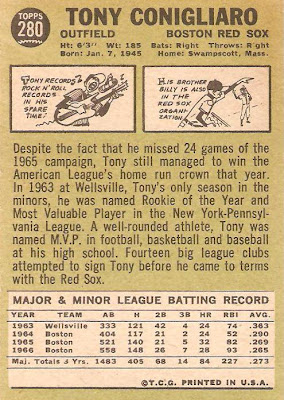 TOPPS
280
TONY CONIGLIARO
OUTFIELD BOSTON RED SOX
Ht: 6'3" Wt: 185 Bats: Right Throws: Right
Born: Jan. 7, 1945 Home: Swampscott, Mass.
TONY RECORDS
ROCK N' ROLL
RECORDS
IN HIS
SPARE
TIME!
HIS BROTHER
BILLY IS ALSO
IN THE
RED SOX
ORGANI-
ZATION
Despite the fact that he missed 24 games of the
1965 campaign, Tony still managed to win the
American League's home run crown that year.
In 1963 at Wellsville, Tony's only season in the
minors, he was named Rookie of the Year and
Most Valuable Player in the New York-Pennsyl-
vania League. A well-rounded athlete, Tony was
named M.V.P. in football, basketball and baseball
at his high school. Fourteen big league clubs
attempted to sign Tony before he came to terms
with the Red Sox.
MAJOR & MINOR LEAGUE BATTING RECORD
YEAR TEAM AB H 2B 3B HR RBI AVG.
1963 Wellsville 333 121 42 4 24 74 .363
1964 Boston 404 117 21 2 24 52 .290
1965 Boston 521 140 21 5 32 82 .269
1966 Boston 558 148 26 7 28 93 .265
Maj. Totals 3 Yrs. 1483 405 68 14 84 227 .273
©T.C.G. PRINTED IN U.S.A.